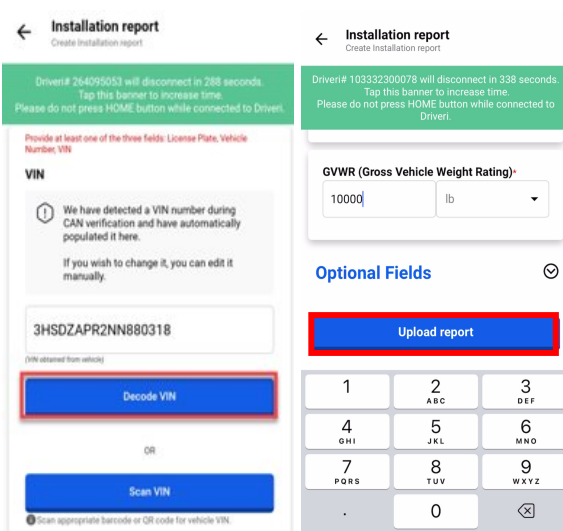 Installation report
Create Installation report
Driveri# 264095053 will disconnect in 288 seconds.
Tap this banner to increase time.
Please do not press HOME button while connected to Driveri.
Provide at least one of the three fields: License Plate, Vehicle
Number, VIN
VIN
We have detected a VIN number during
CAN verification and have automatically
populated it here.
If you wish to change it, you can edit it
manually.
3HSDZAPR2NN880318
(VIN obtained from vehicle)
Decode VIN
OR
Scan VIN
Scan appropriate barcode or QR code for vehicle VIN.
Installation report
Create Installation report
Driveri# 103332300078 will disconnect in 338 seconds.
Tap this banner to increase time.
Please do not press HOME button while connected to
Driveri.
GVWR (Gross Vehicle Weight Rating)*
10000 lb
Optional Fields
Upload report
1 2 3
ABC DEF
4 5 6
GHI JKL MNO
7 8 9
PQRS TUV WXYZ
. 0